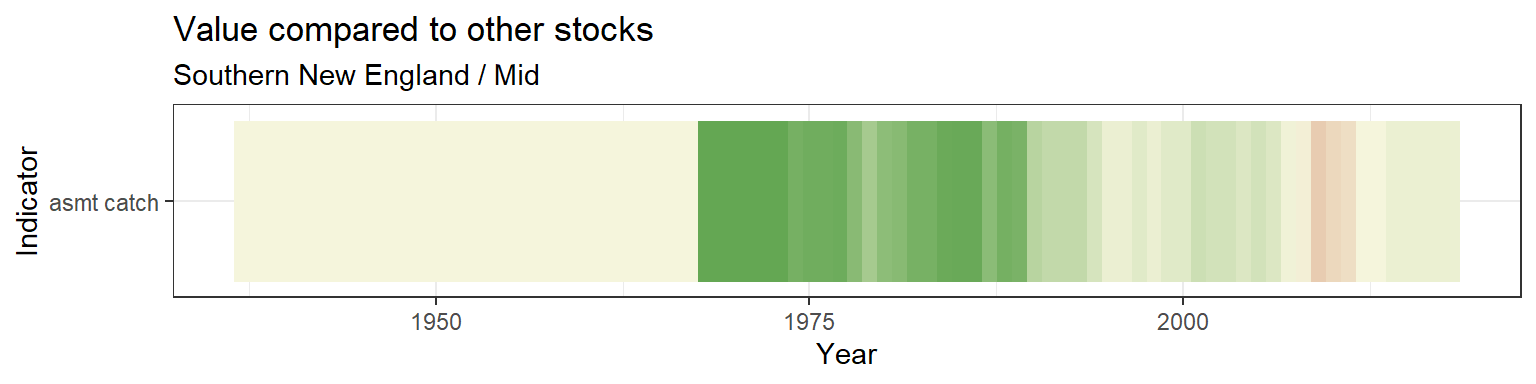 Value compared to other stocks
Southern New England / Mid
Indicator
asmt catch
1950 1975 2000
Year